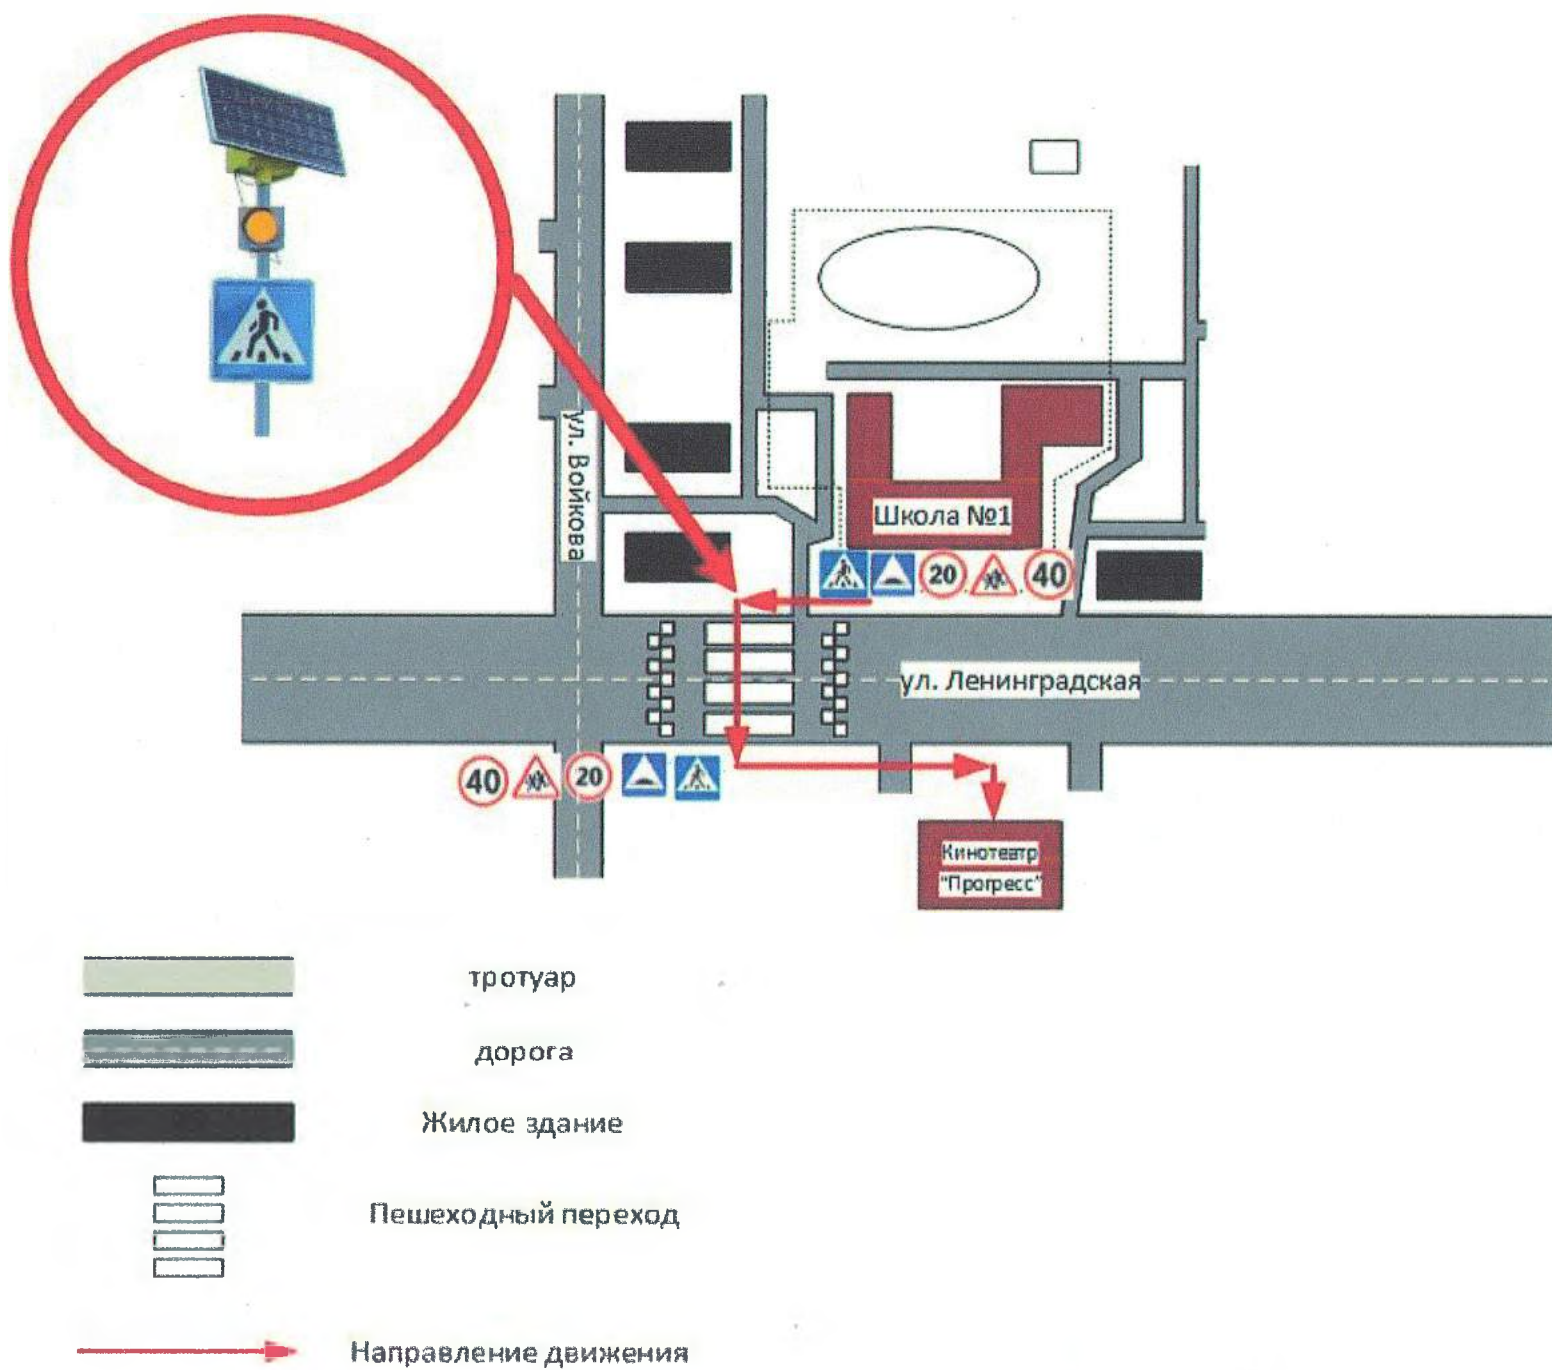 ул. Войкова
Школа №1
20
40
ул. Ленинградская
40
20
Кинотеатр
"Прогресс"
тротуар
дорога
Жилое здание
Пешеходный переход
Направление движения